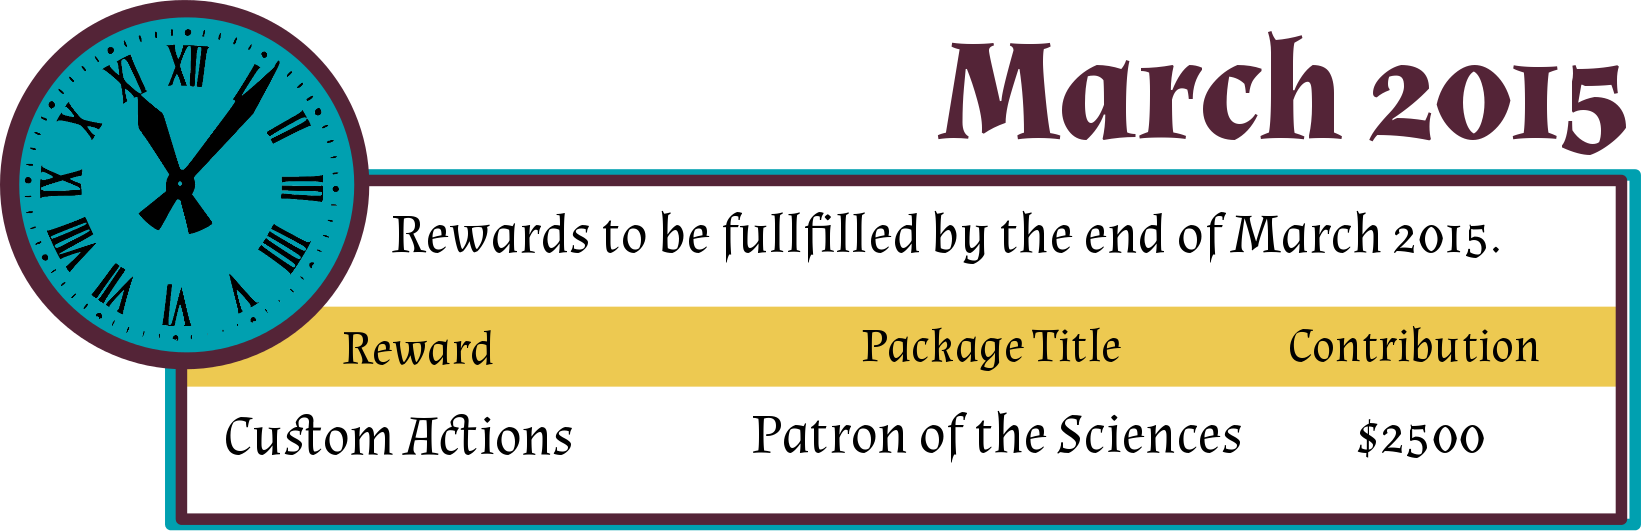 XII
I
II
III
IIII
V
VI
VII
VIII
IX
X
XI
March 2015
Rewards to be fullfilled by the end of March 2015.
Reward Package Title Contribution
Custom Actions Patron of the Sciences $2500